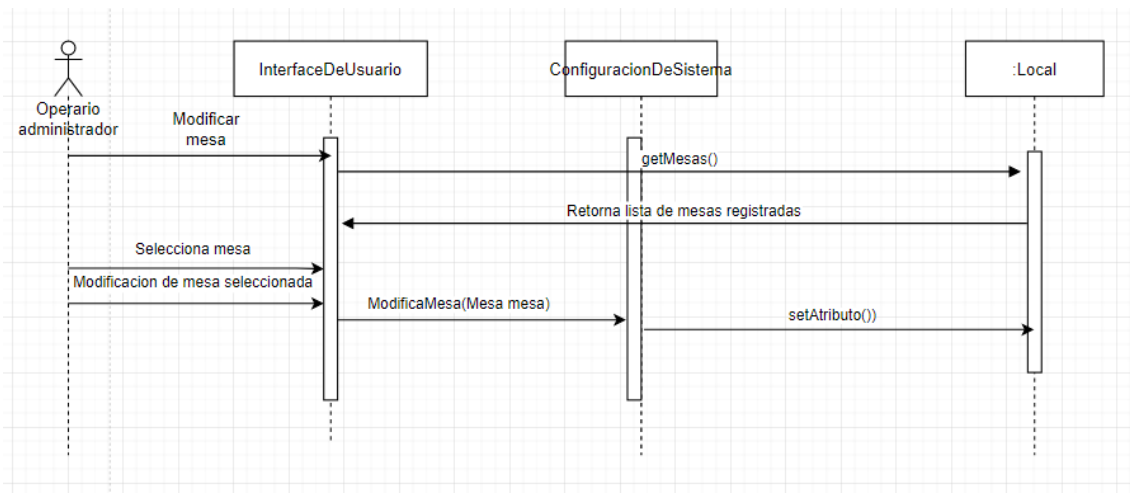 InterfaceDeUsuario
ConfiguracionDeSistema
:Local
Operario
administrador
Modificar
mesa
getMesas()
Retorna lista de mesas registradas
Selecciona mesa
Modificacion de mesa seleccionada
ModificaMesa(Mesa mesa)
setAtributo())